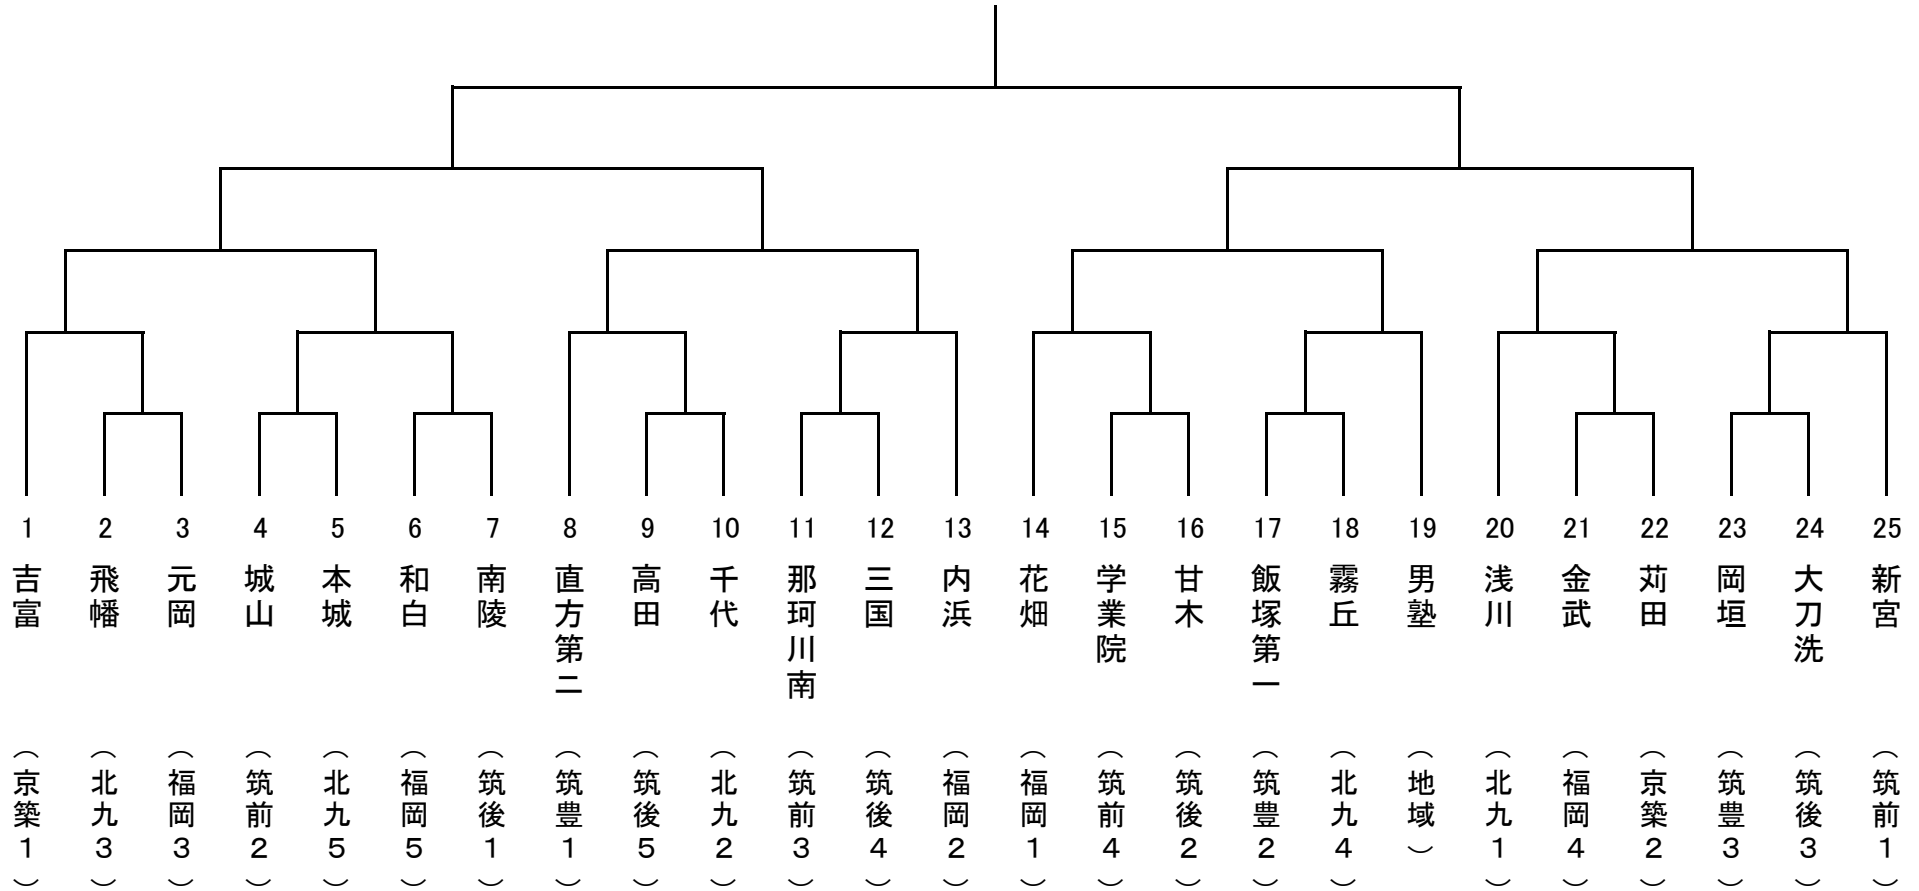 1 2 3 4 5 6 7 8 9 10 11 12 13 14 15 16 17 18 19 20 21 22 23 24 25
吉富
飛幡
元岡
城山
本城
和白
南陵
直方第二
高田
千代
那珂川南
三国
内浜
花畑
学業院
甘木
飯塚第一
霧丘
男塾
浅川
金武
苅田
岡垣
大刀洗
新宮
（京築１）
（北九３）
（福岡３）
（筑前２）
（北九５）
（福岡５）
（筑後１）
（筑豊１）
（筑後５）
（北九２）
（筑前３）
（筑後４）
（福岡２）
（福岡１）
（筑前４）
（筑後２）
（筑豊２）
（北九４）
（地域）
（北九１）
（福岡４）
（京築２）
（筑豊３）
（筑後３）
（筑前１）